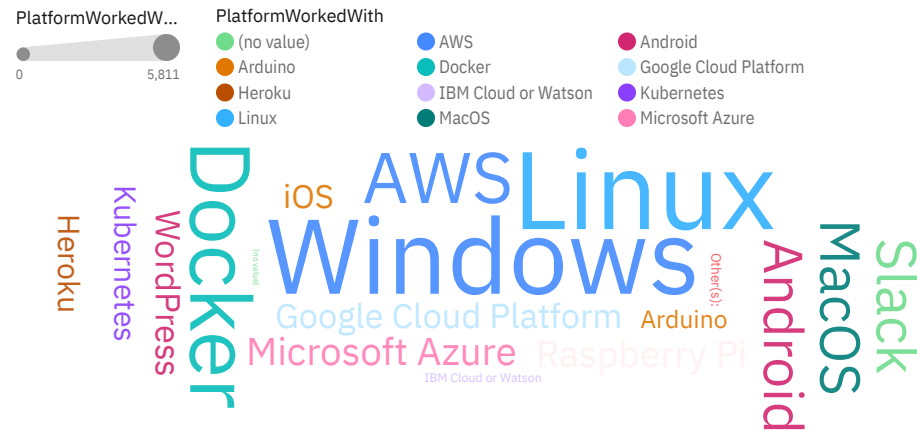 PlatformWorkedW...
0
5,811
PlatformWorkedWith
(no value)
AWS
Android
Arduino
Docker
Google Cloud Platform
Heroku
IBM Cloud or Watson
Kubernetes
Linux
MacOS
Microsoft Azure
Heroku
Kubernetes
WordPress
Docker
(no value)
iOS
AWS
Linux
Windows
Google Cloud Platform
Arduino
Other(s):
Microsoft Azure
Raspberry Pi
IBM Cloud or Watson
Android
MacOS
Slack